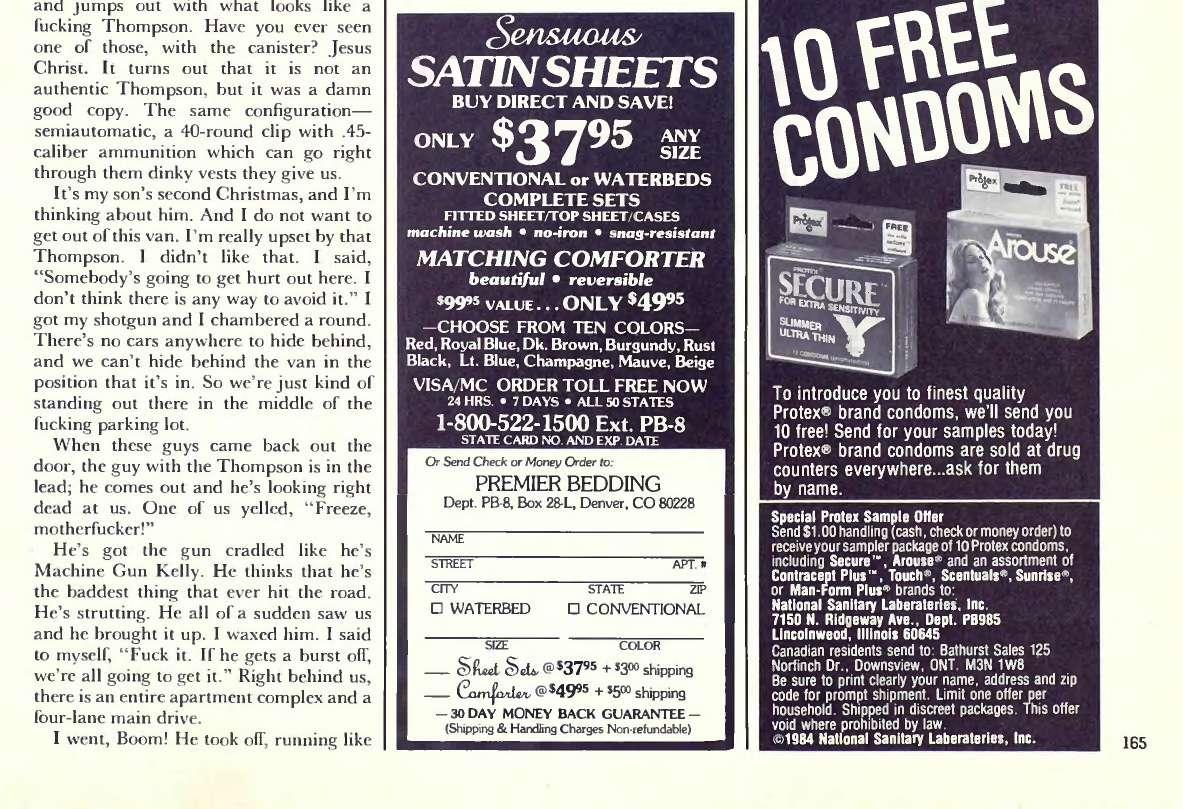 and jumps out with what looks like a
fucking Thompson. Have you ever seen
one of those, with the canister? Jesus
Christ. It turns out that it is not an
authentic Thompson, but it was a damn
good copy. The same configuration—
semiautomatic, a 40-round clip with .45-
caliber ammunition which can go right
through them dinky vests they give us.
It's my son's second Christmas, and I'm
thinking about him. And I do not want to
get out of this van. I'm really upset by that
Thompson. I didn't like that. I said,
“Somebody's going to get hurt out here. I
don't think there is any way to avoid it.” I
got my shotgun and I chambered a round.
There's no cars anywhere to hide behind,
and we can't hide behind the van in the
position that it's in. So we're just kind of
standing out there in the middle of the
fucking parking lot.
When these guys came back out the
door, the guy with the Thompson is in the
lead; he comes out and he's looking right
dead at us. One of us yelled, “Freeze,
motherfucker!”
He's got the gun cradled like he's
Machine Gun Kelly. He thinks that he's
the baddest thing that ever hit the road.
He's strutting. He all of a sudden saw us
and he brought it up. I waxed him. I said
to myself, “Fuck it. If he gets a burst off,
we're all going to get it.” Right behind us,
there is an entire apartment complex and a
four-lane main drive.
I went, Boom! He took off, running like
Sensuous
SATIN SHEETS
BUY DIRECT AND SAVE!
ONLY $37⁹⁵ ANY SIZE
CONVENTIONAL or WATERBEDS
COMPLETE SETS
FITTED SHEET/TOP SHEET/CASES
machine wash • no-iron • snag-resistant
MATCHING COMFORTER
beautiful • reversible
$99⁹⁵ VALUE...ONLY $49⁹⁵
—CHOOSE FROM TEN COLORS—
Red, Royal Blue, Dk. Brown, Burgundy, Rust
Black, Lt. Blue, Champagne, Mauve, Beige
VISA/MC ORDER TOLL FREE NOW
24 HRS. • 7 DAYS • ALL 50 STATES
1-800-522-1500 Ext. PB-8
STATE CARD NO. AND EXP. DATE
Or Send Check or Money Order to:
PREMIER BEDDING
Dept. PB-8, Box 28-L, Denver, CO 80228
NAME
STREET APT. #
CITY STATE ZIP
☐ WATERBED ☐ CONVENTIONAL
SIZE COLOR
___ Sheet Sets @ $37⁹⁵ + $3⁰⁰ shipping
___ Comforter @ $49⁹⁵ + $5⁰⁰ shipping
— 30 DAY MONEY BACK GUARANTEE —
(Shipping & Handling Charges Non-refundable)
10 FREE
CONDOMS
Protex
FREE
Protex
FREE
AROUSE
PROTEX
SECURE™
FOR EXTRA SENSITIVITY
SLIMMER
ULTRA THIN
To introduce you to finest quality
Protex® brand condoms, we'll send you
10 free! Send for your samples today!
Protex® brand condoms are sold at drug
counters everywhere...ask for them
by name.
Special Protex Sample Offer
Send $1.00 handling (cash, check or money order) to
receive your sampler package of 10 Protex condoms,
including Secure™, Arouse® and an assortment of
Contracept Plus™, Touch®, Scentuals®, Sunrise®,
or Man-Form Plus® brands to:
National Sanitary Laberateries, Inc.
7150 N. Ridgeway Ave., Dept. PB985
Lincolnweod, Illinois 60645
Canadian residents send to: Bathurst Sales 125
Norfinch Dr., Downsview, ONT. M3N 1W8
Be sure to print clearly your name, address and zip
code for prompt shipment. Limit one offer per
household. Shipped in discreet packages. This offer
void where prohibited by law.
©1984 National Sanitary Laberateries, Inc.
165